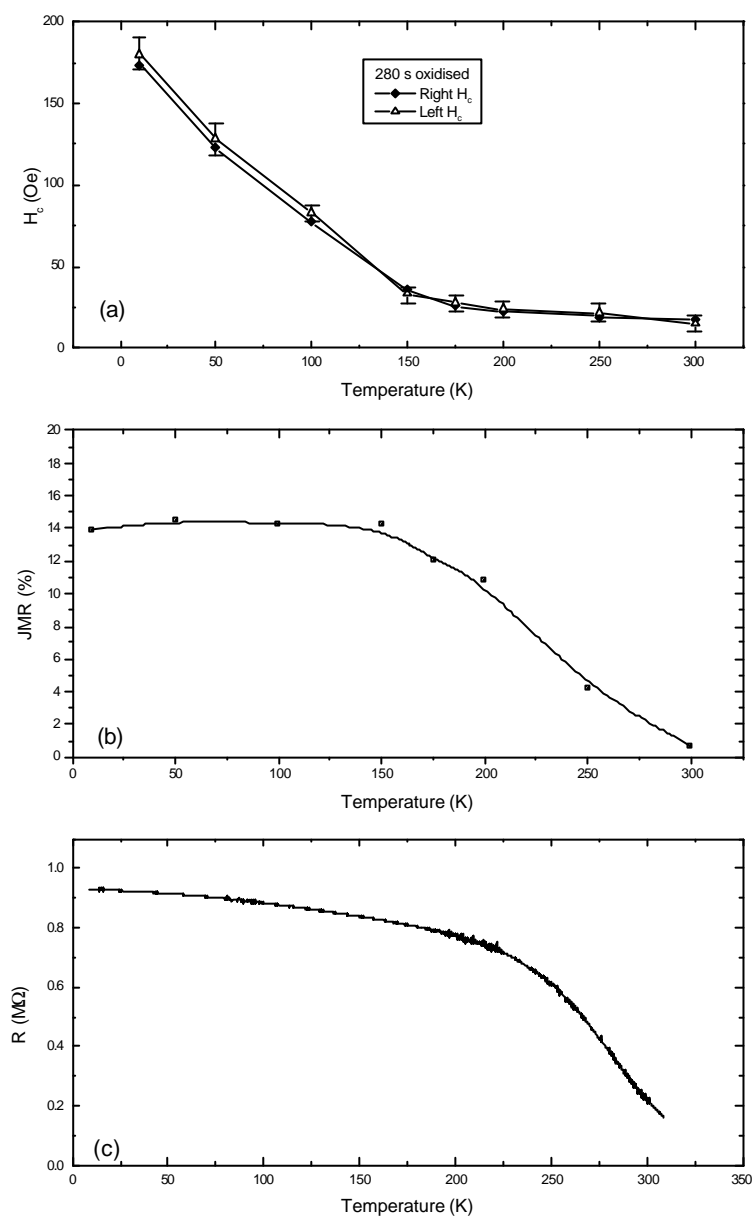 200
150
100
50
0
H_c (Oe)
280 s oxidised
Right H_c
Left H_c
(a)
0 50 100 150 200 250 300
Temperature (K)
20
18
16
14
12
10
8
6
4
2
0
JMR (%)
(b)
0 50 100 150 200 250 300
Temperature (K)
1.0
0.8
0.6
0.4
0.2
0.0
R (MΩ)
(c)
0 50 100 150 200 250 300 350
Temperature (K)